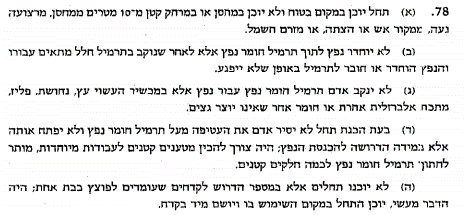 78. (א) תחל יוכן במקום בטוח ולא יוכן במחסן או במרחק קטן מ־10 מטרים ממחסן, מרצועה
נעה, ממקור אש או הצתה, או מזרם חשמל.
(ב) לא יוחדר נפץ לתוך תרמיל חומר נפץ אלא לאחר שנוקב בתרמיל חלל מתאים עבורו
והנפץ הוחדר או חובר לתרמיל באופן שלא ייפגע.
(ג) לא ינקב אדם תרמיל חומר נפץ עבור נפץ אלא במכשיר העשוי עץ, נחושת, פליז,
מתכת אלברזלית אחרת או חומר אחר שאינו יוצר גצים.
(ד) בעת הכנת תחל לא יסיר אדם את העטיפה מעל תרמיל חומר נפץ ולא יפתח אותה
אלא במידה הדרושה להכנסת הנפץ; היה צורך להכין מטענים קטנים לעבודות מיוחדות, מותר
לחתוך תרמיל חומר נפץ לכמה חלקים קטנים.
(ה) לא יוכנו תחלים אלא במספר הדרוש לקדחים שעומדים לפוצץ בבת אחת; היה
הדבר מעשי, יוכן התחל במקום השימוש בו ויושם מיד בקדח.